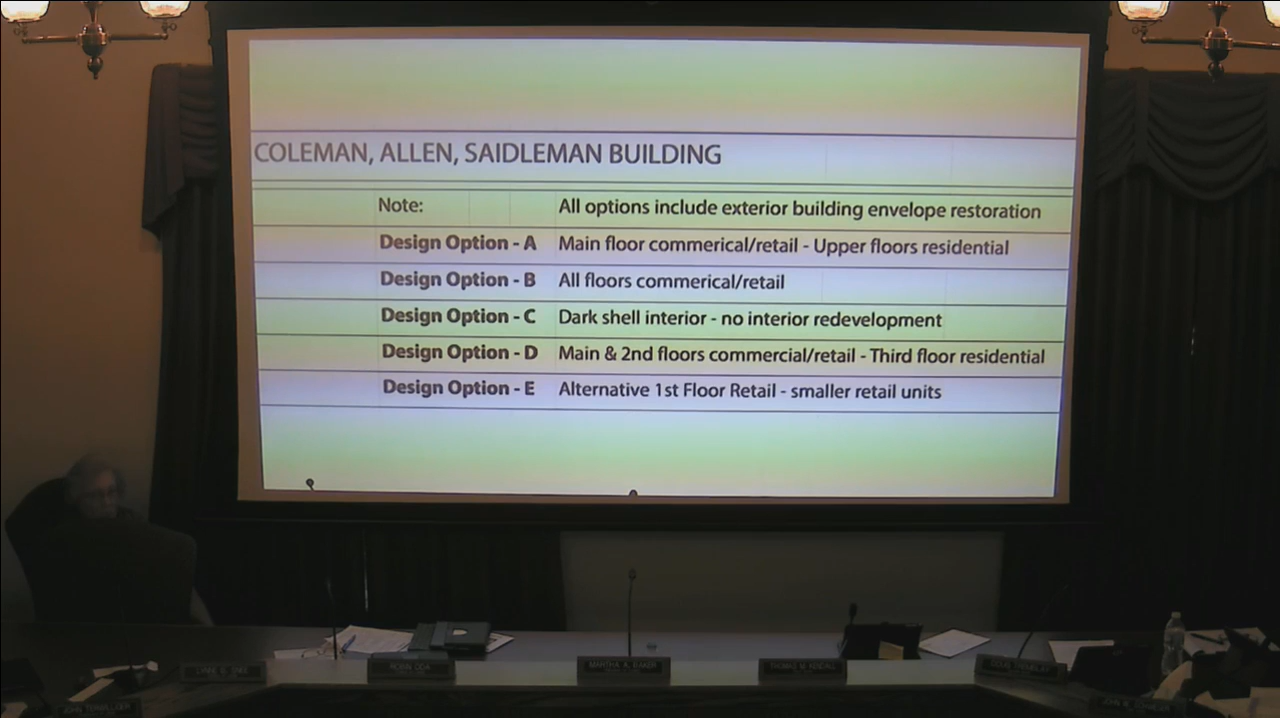 COLEMAN, ALLEN, SAIDLEMAN BUILDING
Note: All options include exterior building envelope restoration
Design Option - A Main floor commerical/retail - Upper floors residential
Design Option - B All floors commerical/retail
Design Option - C Dark shell interior - no interior redevelopment
Design Option - D Main & 2nd floors commercial/retail - Third floor residential
Design Option - E Alternative 1st Floor Retail - smaller retail units
MARTHA K. BAKER